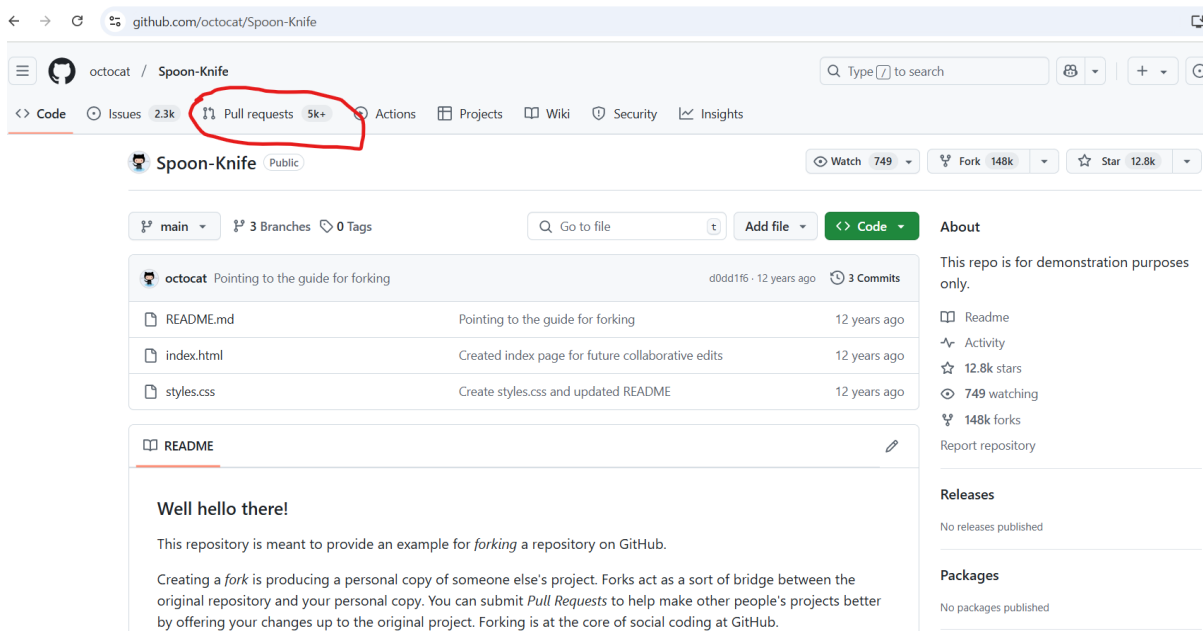 github.com/octocat/Spoon-Knife
octocat / Spoon-Knife
Type / to search
Code Issues 2.3k Pull requests 5k+ Actions Projects Wiki Security Insights
Spoon-Knife Public
Watch 749 Fork 148k Star 12.8k
main 3 Branches 0 Tags Go to file t Add file Code
octocat Pointing to the guide for forking d0dd1f6 · 12 years ago 3 Commits
README.md Pointing to the guide for forking 12 years ago
index.html Created index page for future collaborative edits 12 years ago
styles.css Create styles.css and updated README 12 years ago
README
Well hello there!
This repository is meant to provide an example for forking a repository on GitHub.
Creating a fork is producing a personal copy of someone else's project. Forks act as a sort of bridge between the
original repository and your personal copy. You can submit Pull Requests to help make other people's projects better
by offering your changes up to the original project. Forking is at the core of social coding at GitHub.
About
This repo is for demonstration purposes
only.
Readme
Activity
12.8k stars
749 watching
148k forks
Report repository
Releases
No releases published
Packages
No packages published